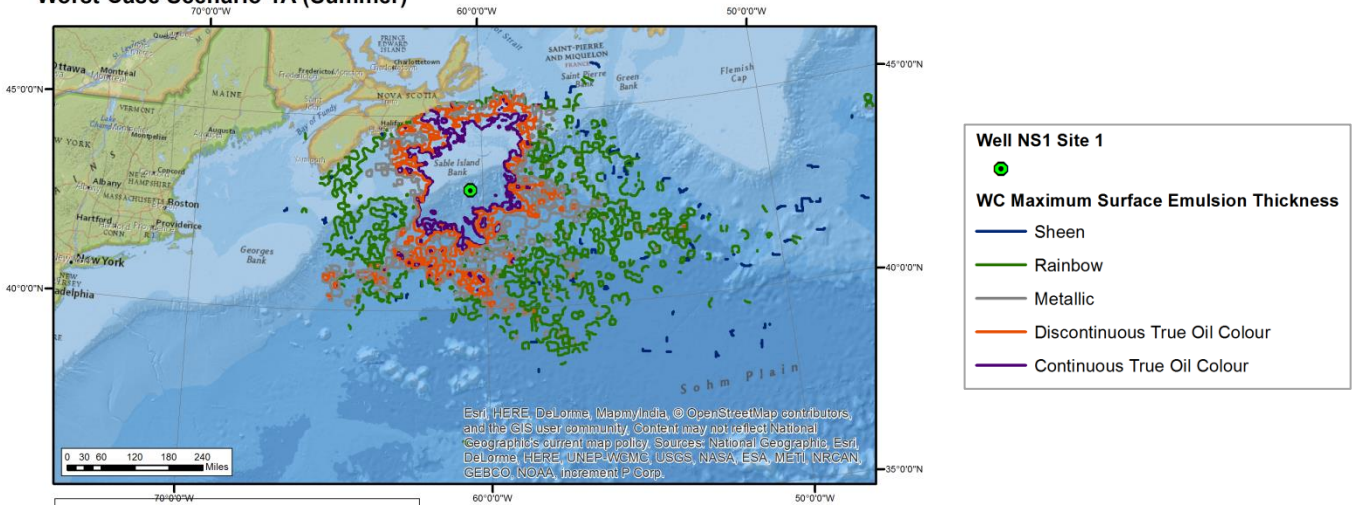 Worst Case Scenario 1A (Summer)
70°0'0"W 60°0'0"W 50°0'0"W
45°0'0"N
45°0'0"N
40°0'0"N
40°0'0"N
35°0'0"N
70°0'0"W 60°0'0"W 50°0'0"W
PRINCE
EDWARD
ISLAND
Charlottetown
SAINT-PIERRE
AND MIQUELON
FRANCE
Saint Pierre
Bank
Green
Bank
Flemish
Cap
Ottawa
Montréal
Montreal
Fredericton
MAINE
NOVA SCOTIA
Halifax
Bay of Fundy
VERMONT
Montpelier
Augusta
Concord
NEW
HAMPSHIRE
Albany
Albany
MASSACHUSETTS
Boston
Hartford
Providence
CONN
R.I.
New York
Georges
Bank
Sable Island
Bank
Sohm Plain
0 30 60 120 180 240
Miles
Esri, HERE, DeLorme, MapmyIndia, © OpenStreetMap contributors,
and the GIS user community, Content may not reflect National
Geographic's current map policy. Sources: National Geographic, Esri,
DeLorme, HERE, UNEP-WCMC, USGS, NASA, ESA, METI, NRCAN,
GEBCO, NOAA, increment P Corp.
Well NS1 Site 1
WC Maximum Surface Emulsion Thickness
Sheen
Rainbow
Metallic
Discontinuous True Oil Colour
Continuous True Oil Colour